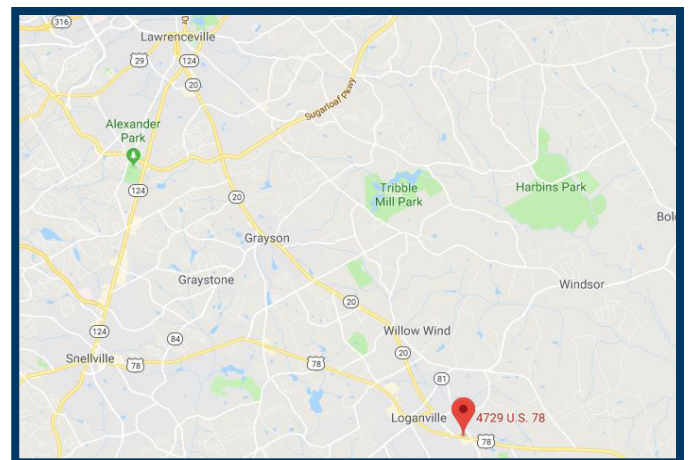 316
Dr
Lawrenceville
29
124
20
Sugarloaf Pkwy
Alexander
Park
124
Tribble
Mill Park
Harbins Park
20
Bol
Grayson
Graystone
Windsor
20
124
84
Willow Wind
Snellville
78
78
20
81
Loganville
4729 U.S. 78
78